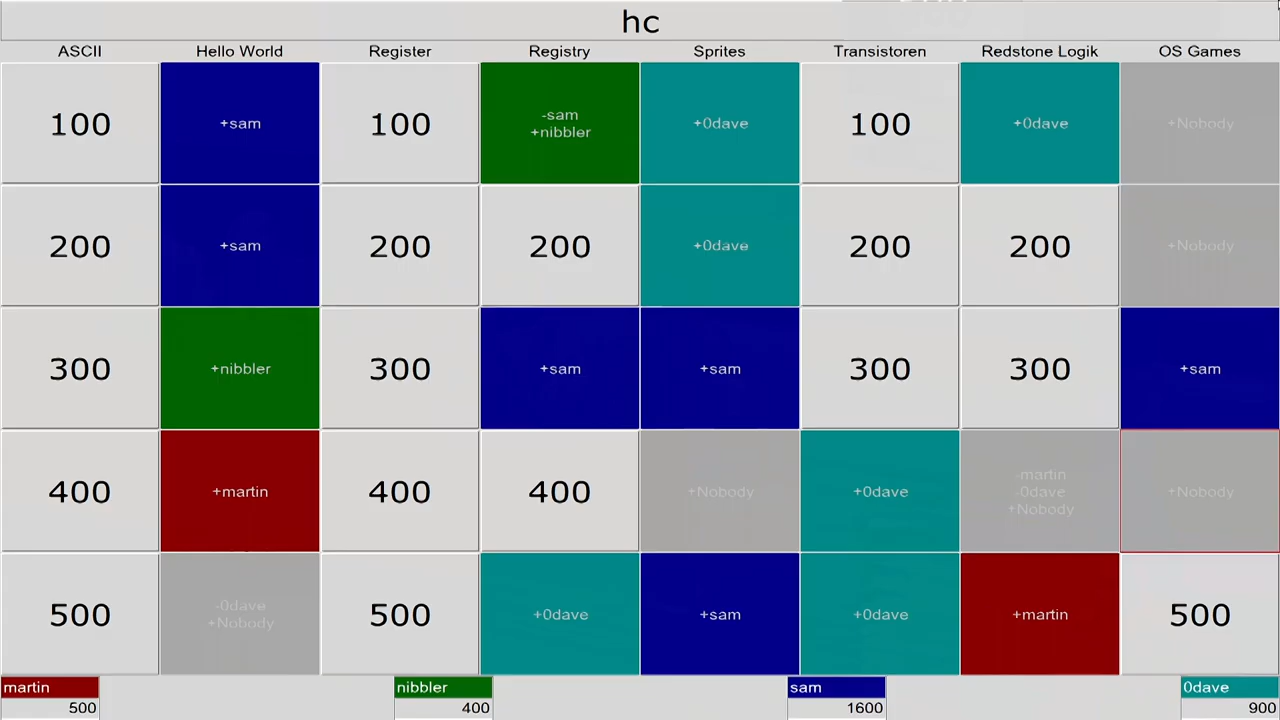 hc
ASCII Hello World Register Registry Sprites Transistoren Redstone Logik OS Games
100 +sam 100 -sam +0dave 100 +0dave +Nobody
+nibbler
200 +sam 200 200 +0dave 200 200 +Nobody
300 +nibbler 300 +sam +sam 300 300 +sam
400 +martin 400 400 +Nobody +0dave -martin +Nobody
-0dave
+Nobody
500 -0dave 500 +0dave +sam +0dave +martin 500
+Nobody
martin nibbler sam 0dave
500 400 1600 900